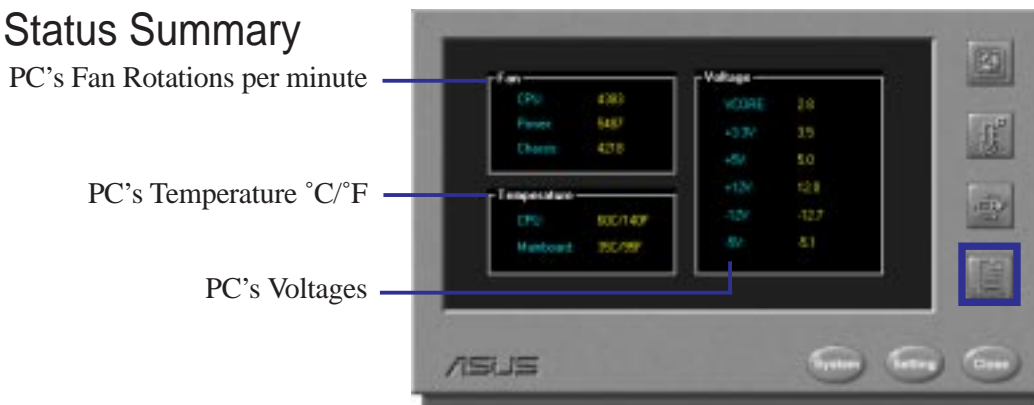 Status Summary
PC’s Fan Rotations per minute
PC’s Temperature ˚C/˚F
PC’s Voltages
Fan
CPU: 4383
Power: 5487
Chassis: 4218
Temperature
CPU: 60C/140F
Mainboard: 35C/
Voltage
VCORE 2.8
+3.3V 3.5
+5V 5.0
+12V 12.8
-12V -12.7
-5V -5.1
ASUS
System
Setting
Close